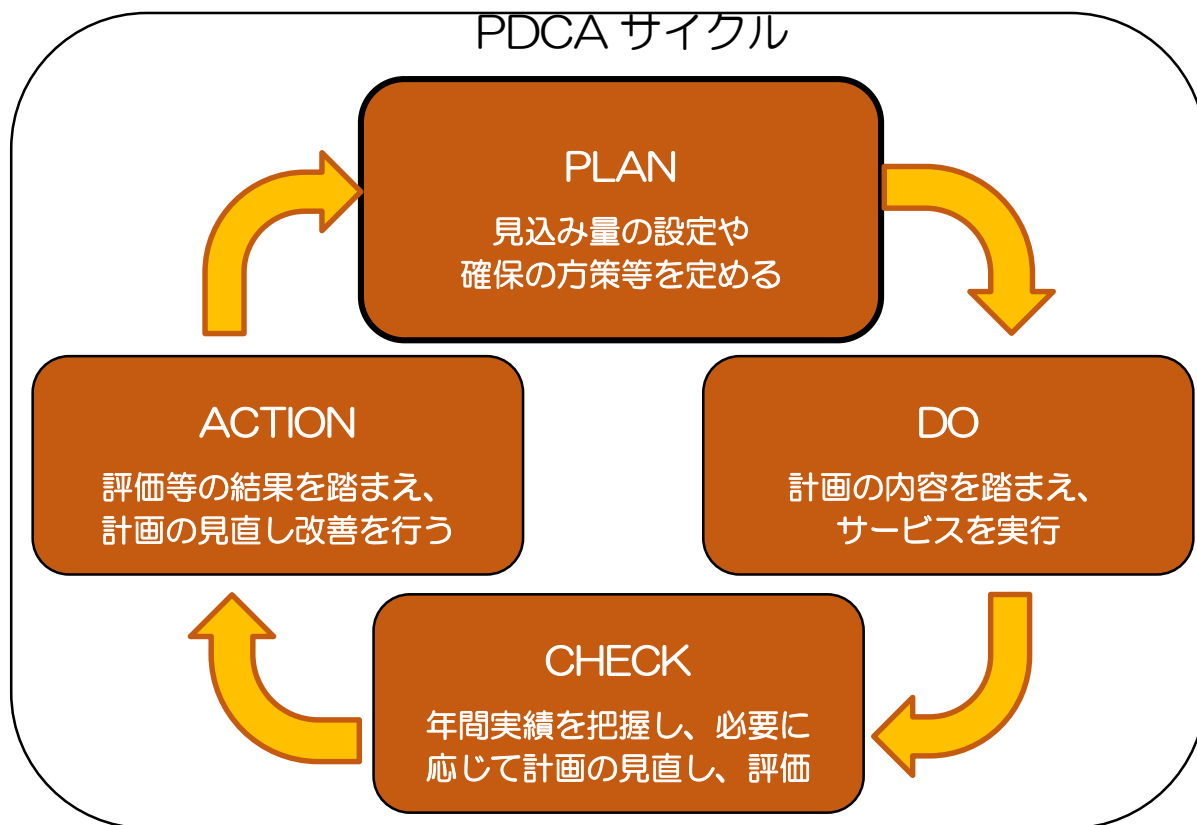 PDCA サイクル
PLAN
見込み量の設定や
確保の方策等を定める
DO
計画の内容を踏まえ、
サービスを実行
CHECK
年間実績を把握し、必要に
応じて計画の見直し、評価
ACTION
評価等の結果を踏まえ、
計画の見直し改善を行う